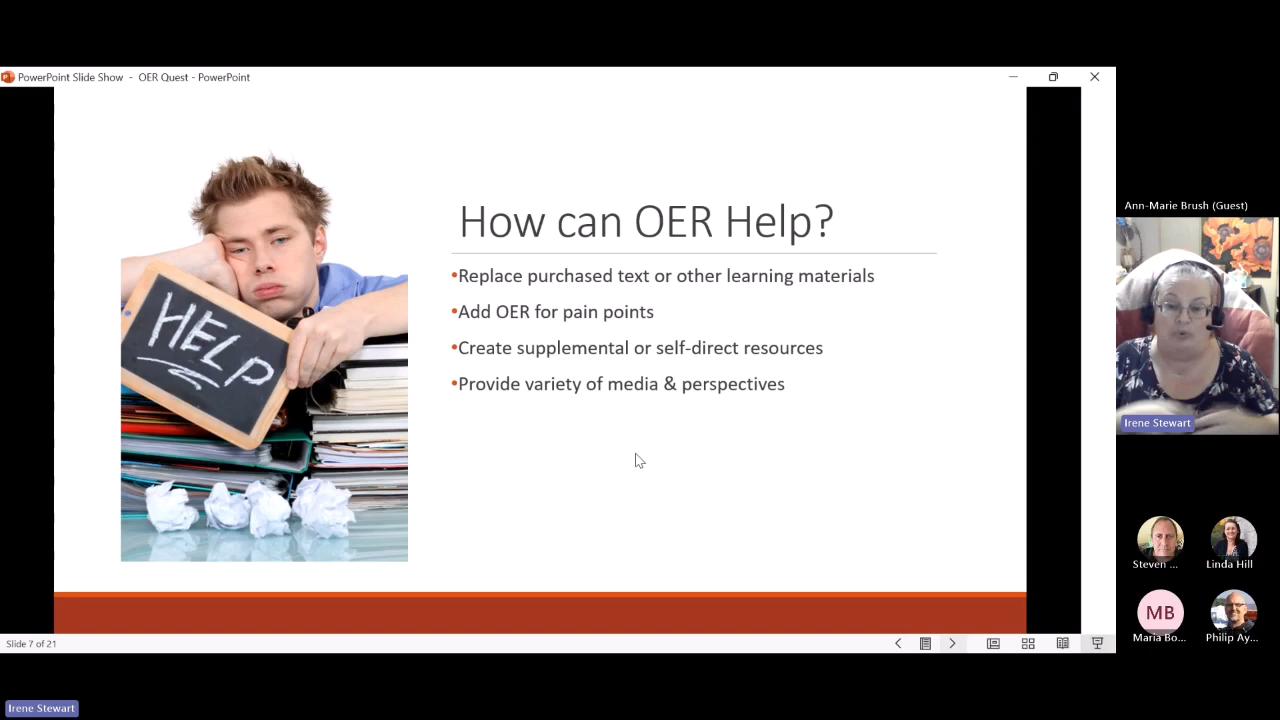 PowerPoint Slide Show - OER Quest - PowerPoint
How can OER Help?
•Replace purchased text or other learning materials
•Add OER for pain points
•Create supplemental or self-direct resources
•Provide variety of media & perspectives
HELP
Slide 7 of 21
Ann-Marie Brush (Guest)
Irene Stewart
Steven ...
Linda Hill
MB
Maria Bo...
Philip Ay...
Irene Stewart